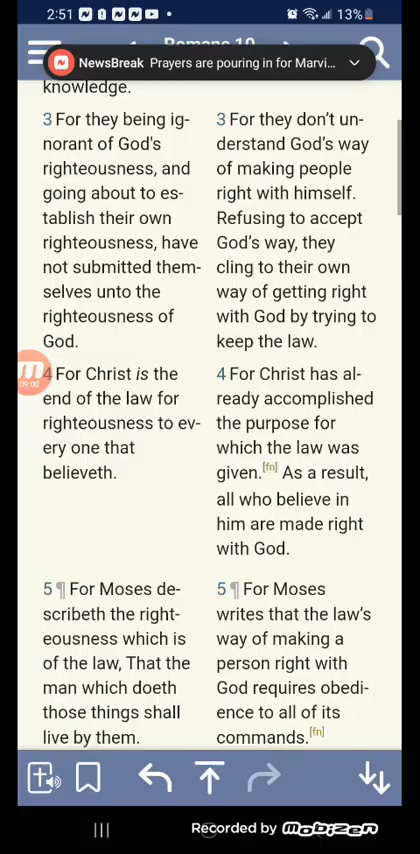 2:51
13%
Romans 10
NewsBreak Prayers are pouring in for Marvi...
knowledge.
3 For they being ig-
norant of God's
righteousness, and
going about to es-
tablish their own
righteousness, have
not submitted them-
selves unto the
righteousness of
God.
4 For Christ is the
end of the law for
righteousness to ev-
ery one that
believeth.
5 ¶ For Moses de-
scribeth the right-
eousness which is
of the law, That the
man which doeth
those things shall
live by them.
3 For they don’t un-
derstand God’s way
of making people
right with himself.
Refusing to accept
God’s way, they
cling to their own
way of getting right
with God by trying to
keep the law.
4 For Christ has al-
ready accomplished
the purpose for
which the law was
given.[fn] As a result,
all who believe in
him are made right
with God.
5 ¶ For Moses
writes that the law’s
way of making a
person right with
God requires obedi-
ence to all of its
commands.[fn]
09:00
Recorded by mobizen